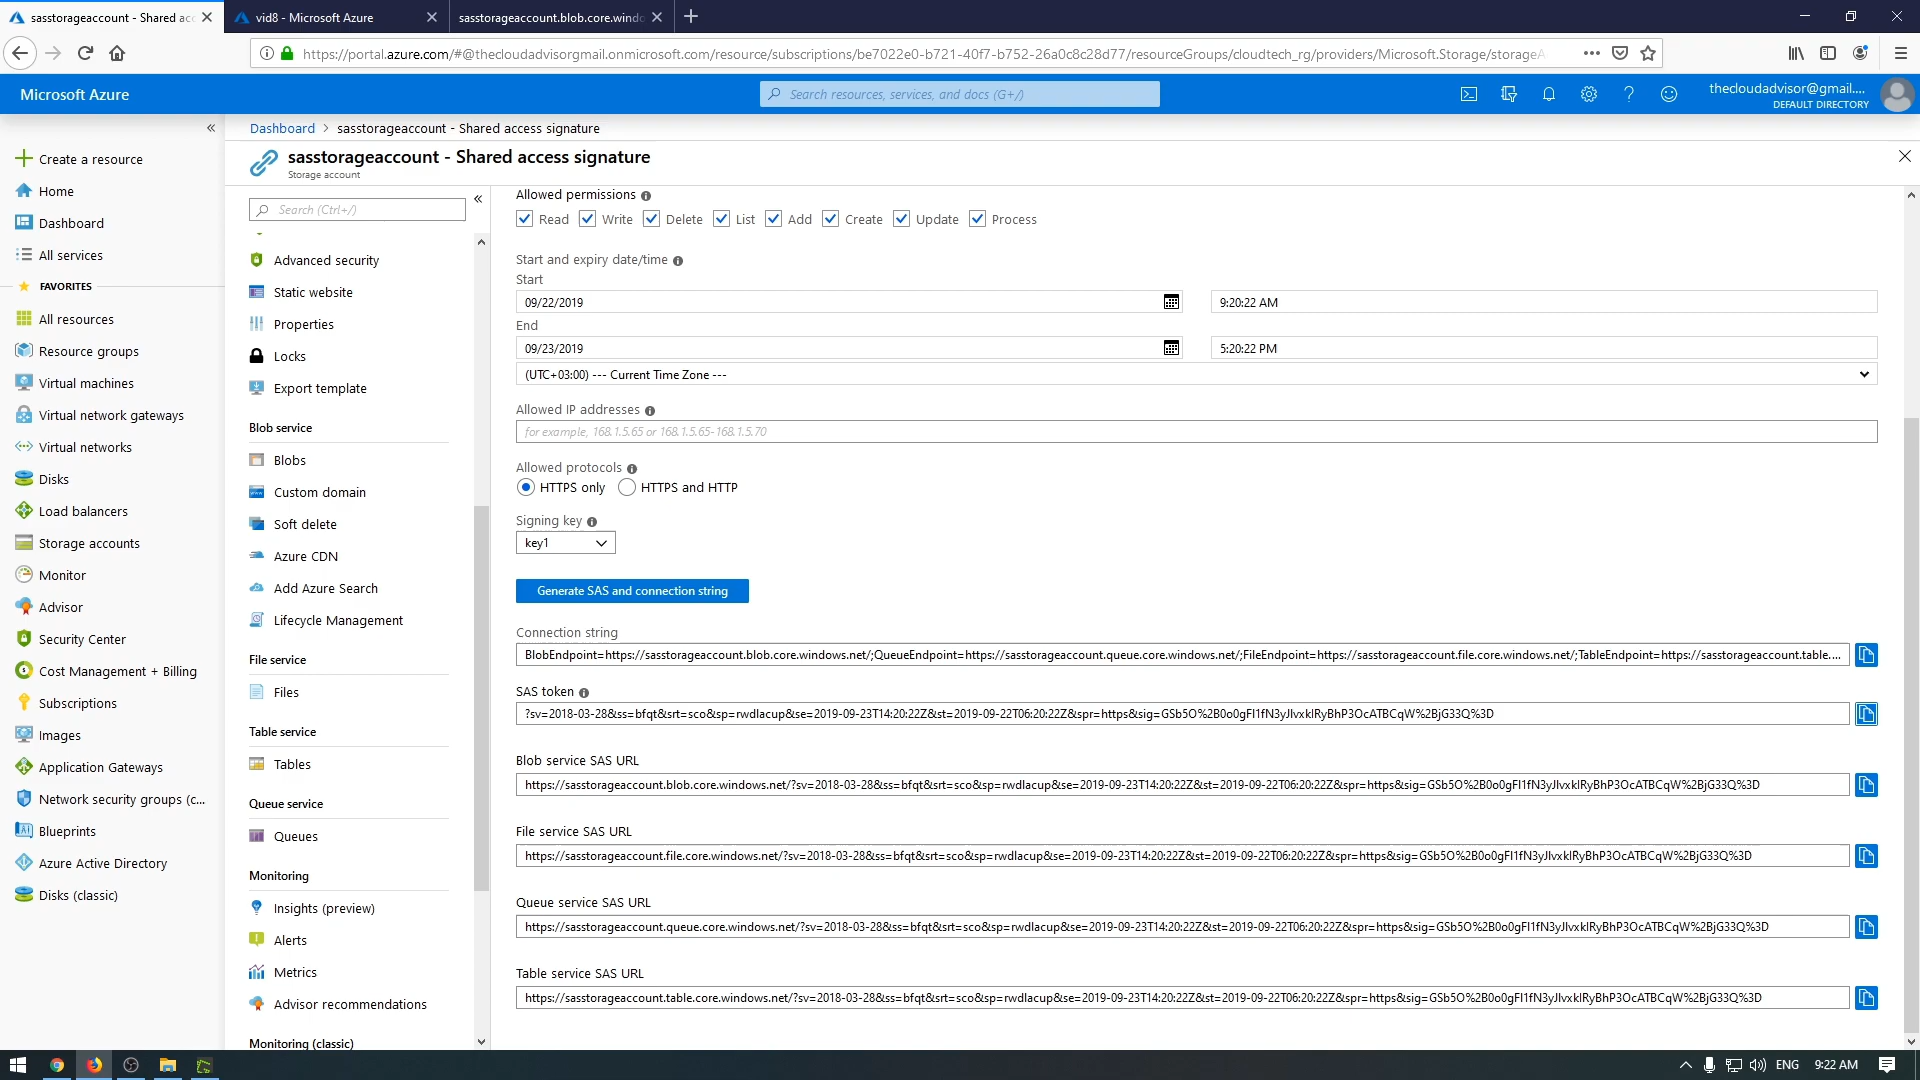 sasstorageaccount - Shared acc
vid8 - Microsoft Azure
sasstorageaccount.blob.core.windo
https://portal.azure.com/#@thecloudadvisorgmail.onmicrosoft.com/resource/subscriptions/be7022e0-b721-40f7-b752-26a0c8c28d77/resourceGroups/cloudtech_rg/providers/Microsoft.Storage/storageA
Microsoft Azure
Search resources, services, and docs (G+/)
thecloudadvisor@gmail....
DEFAULT DIRECTORY
Dashboard > sasstorageaccount - Shared access signature
sasstorageaccount - Shared access signature
Storage account
Create a resource
Home
Dashboard
All services
FAVORITES
All resources
Resource groups
Virtual machines
Virtual network gateways
Virtual networks
Disks
Load balancers
Storage accounts
Monitor
Advisor
Security Center
Cost Management + Billing
Subscriptions
Images
Application Gateways
Network security groups (c...
Blueprints
Azure Active Directory
Disks (classic)
Search (Ctrl+/)
Advanced security
Static website
Properties
Locks
Export template
Blob service
Blobs
Custom domain
Soft delete
Azure CDN
Add Azure Search
Lifecycle Management
File service
Files
Table service
Tables
Queue service
Queues
Monitoring
Insights (preview)
Alerts
Metrics
Advisor recommendations
Monitoring (classic)
Allowed permissions
Read Write Delete List Add Create Update Process
Start and expiry date/time
Start
09/22/2019 9:20:22 AM
End
09/23/2019 5:20:22 PM
(UTC+03:00) --- Current Time Zone ---
Allowed IP addresses
for example, 168.1.5.65 or 168.1.5.65-168.1.5.70
Allowed protocols
HTTPS only HTTPS and HTTP
Signing key
key1
Generate SAS and connection string
Connection string
BlobEndpoint=https://sasstorageaccount.blob.core.windows.net/;QueueEndpoint=https://sasstorageaccount.queue.core.windows.net/;FileEndpoint=https://sasstorageaccount.file.core.windows.net/;TableEndpoint=https://sasstorageaccount.table....
SAS token
?sv=2018-03-28&ss=bfqt&srt=sco&sp=rwdlacup&se=2019-09-23T14:20:22Z&st=2019-09-22T06:20:22Z&spr=https&sig=GSb5O%2B0o0gFI1fN3yJIvxklRyBhP3OcATBCqW%2BjG33Q%3D
Blob service SAS URL
https://sasstorageaccount.blob.core.windows.net/?sv=2018-03-28&ss=bfqt&srt=sco&sp=rwdlacup&se=2019-09-23T14:20:22Z&st=2019-09-22T06:20:22Z&spr=https&sig=GSb5O%2B0o0gFI1fN3yJIvxklRyBhP3OcATBCqW%2BjG33Q%3D
File service SAS URL
https://sasstorageaccount.file.core.windows.net/?sv=2018-03-28&ss=bfqt&srt=sco&sp=rwdlacup&se=2019-09-23T14:20:22Z&st=2019-09-22T06:20:22Z&spr=https&sig=GSb5O%2B0o0gFI1fN3yJIvxklRyBhP3OcATBCqW%2BjG33Q%3D
Queue service SAS URL
https://sasstorageaccount.queue.core.windows.net/?sv=2018-03-28&ss=bfqt&srt=sco&sp=rwdlacup&se=2019-09-23T14:20:22Z&st=2019-09-22T06:20:22Z&spr=https&sig=GSb5O%2B0o0gFI1fN3yJIvxklRyBhP3OcATBCqW%2BjG33Q%3D
Table service SAS URL
https://sasstorageaccount.table.core.windows.net/?sv=2018-03-28&ss=bfqt&srt=sco&sp=rwdlacup&se=2019-09-23T14:20:22Z&st=2019-09-22T06:20:22Z&spr=https&sig=GSb5O%2B0o0gFI1fN3yJIvxklRyBhP3OcATBCqW%2BjG33Q%3D
ENG 9:22 AM